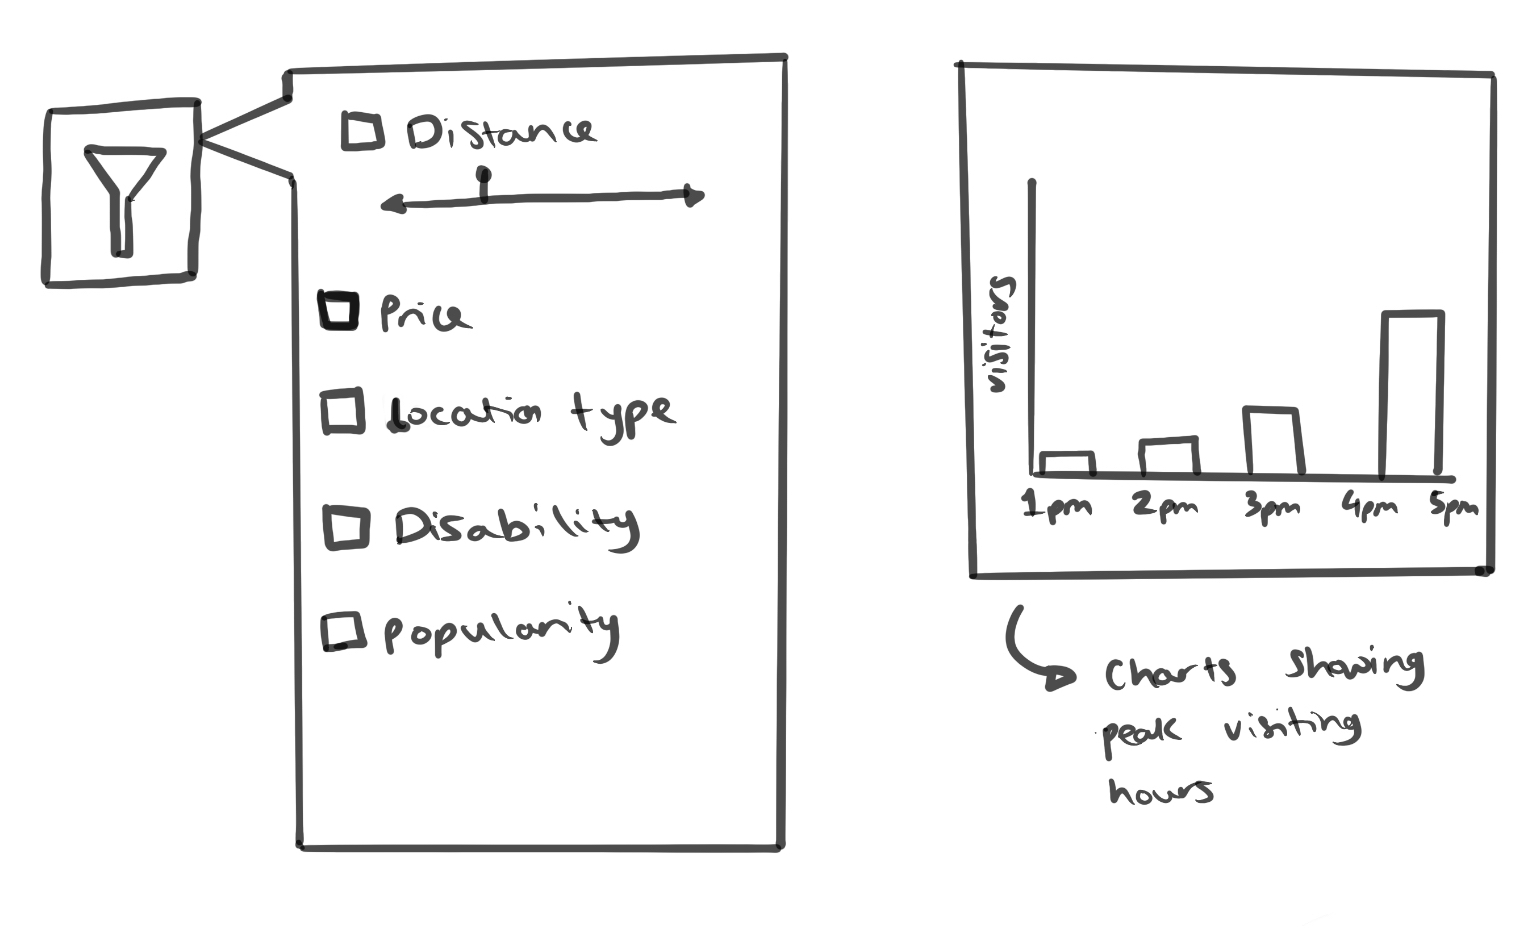 Distance
Price
Location type
Disability
Popularity
visitors
1pm 2pm 3pm 4pm 5pm
Charts showing
peak visiting
hours